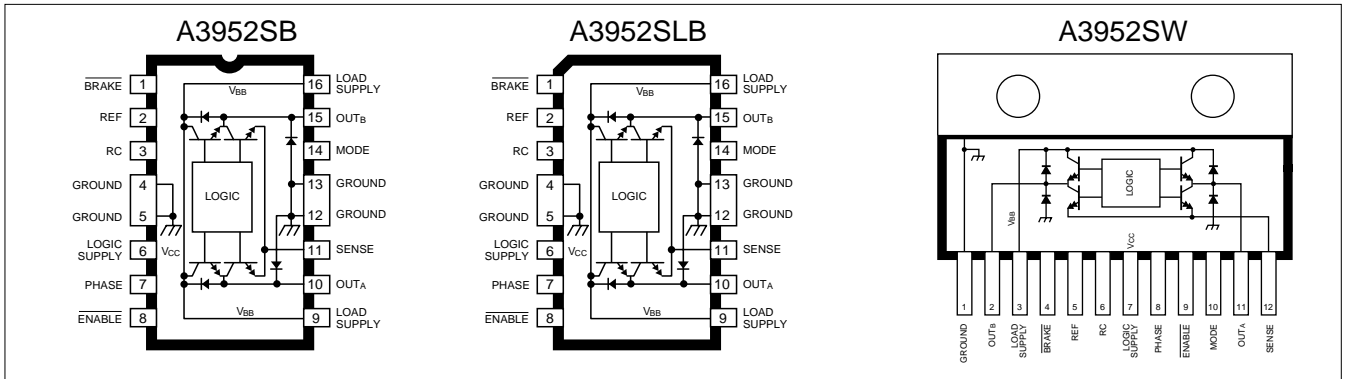 A3952SB
BRAKE 1
REF 2
RC 3
GROUND 4
GROUND 5
LOGIC
SUPPLY 6
PHASE 7
ENABLE 8
VBB
LOGIC
VCC
VBB
16 LOAD
SUPPLY
15 OUTB
14 MODE
13 GROUND
12 GROUND
11 SENSE
10 OUTA
9 LOAD
SUPPLY
A3952SLB
BRAKE 1
REF 2
RC 3
GROUND 4
GROUND 5
LOGIC
SUPPLY 6
PHASE 7
ENABLE 8
VBB
LOGIC
VCC
VBB
16 LOAD
SUPPLY
15 OUTB
14 MODE
13 GROUND
12 GROUND
11 SENSE
10 OUTA
9 LOAD
SUPPLY
A3952SW
LOGIC
VBB
VCC
1 2 3 4 5 6 7 8 9 10 11 12
GROUND
OUTB
LOAD
SUPPLY
BRAKE
REF
RC
LOGIC
SUPPLY
PHASE
ENABLE
MODE
OUTA
SENSE